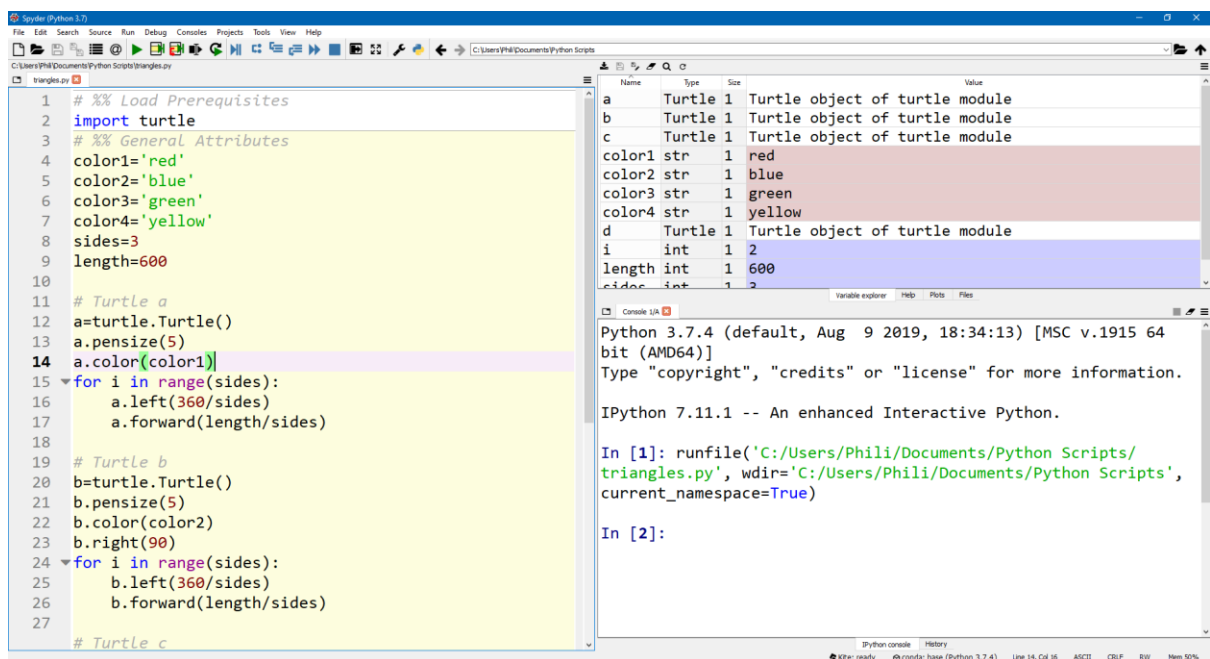 Spyder (Python 3.7)
File Edit Search Source Run Debug Consoles Projects Tools View Help
C:\Users\Phili\Documents\Python Scripts
C:\Users\Phili\Documents\Python Scripts\triangles.py
triangles.py
1 # %% Load Prerequisites
2 import turtle
3 # %% General Attributes
4 color1='red'
5 color2='blue'
6 color3='green'
7 color4='yellow'
8 sides=3
9 length=600
10
11 # Turtle a
12 a=turtle.Turtle()
13 a.pensize(5)
14 a.color(color1)
15 for i in range(sides):
16 a.left(360/sides)
17 a.forward(length/sides)
18
19 # Turtle b
20 b=turtle.Turtle()
21 b.pensize(5)
22 b.color(color2)
23 b.right(90)
24 for i in range(sides):
25 b.left(360/sides)
26 b.forward(length/sides)
27
# Turtle c
Name Type Size Value
a Turtle 1 Turtle object of turtle module
b Turtle 1 Turtle object of turtle module
c Turtle 1 Turtle object of turtle module
color1 str 1 red
color2 str 1 blue
color3 str 1 green
color4 str 1 yellow
d Turtle 1 Turtle object of turtle module
i int 1 2
length int 1 600
sides int 1 3
Variable explorer Help Plots Files
Console 1/A
Python 3.7.4 (default, Aug 9 2019, 18:34:13) [MSC v.1915 64
bit (AMD64)]
Type "copyright", "credits" or "license" for more information.
IPython 7.11.1 -- An enhanced Interactive Python.
In [1]: runfile('C:/Users/Phili/Documents/Python Scripts/
triangles.py', wdir='C:/Users/Phili/Documents/Python Scripts',
current_namespace=True)
In [2]:
IPython console History
Kite: ready conda: base (Python 3.7.4) Line 14, Col 16 ASCII CRLF RW Mem 50%